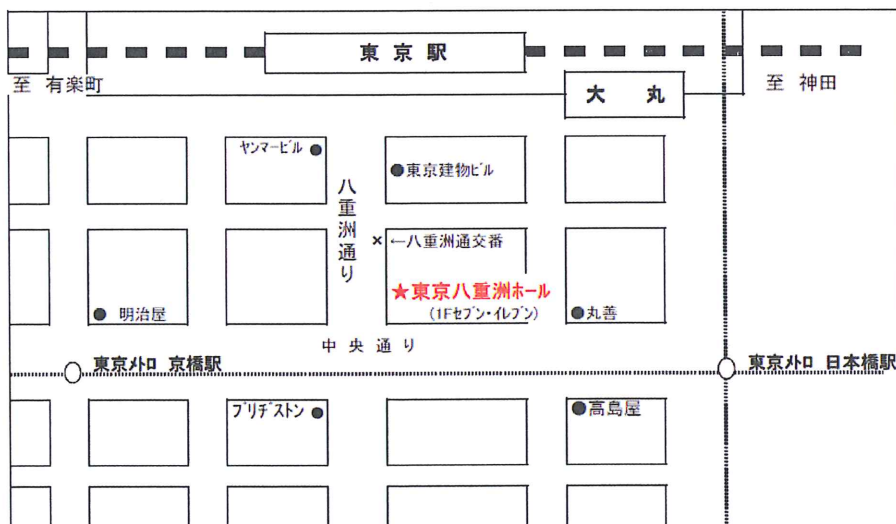 東京駅
至 有楽町
大 丸
至 神田
ヤンマービル
東京建物ビル
八重洲通り
×
←八重洲通交番
★東京八重洲ホール
(1Fセブン・イレブン)
明治屋
丸善
中央通り
東京メトロ 京橋駅
東京メトロ 日本橋駅
ブリヂストン
高島屋